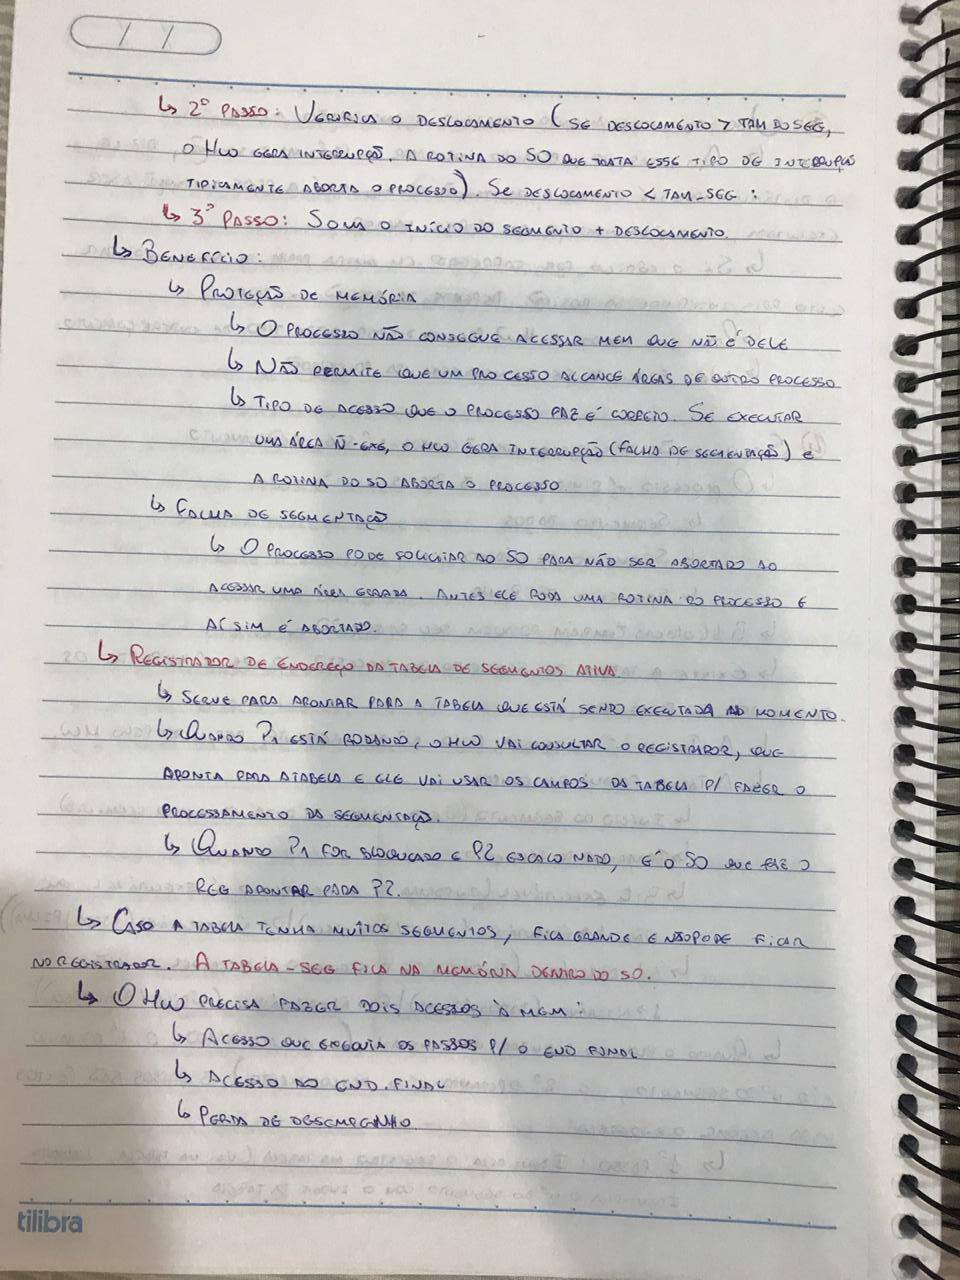 ↳ 2º PASSO: VERIFICA O DESLOCAMENTO (SE DESLOCAMENTO > TAM DO SEG,
O HW GERA INTERRUPÇÃO. A ROTINA DO SO QUE TRATA ESSE TIPO DE INTERRUPÇÃO
TIPICAMENTE ABORTA O PROCESSO). SE DESLOCAMENTO < TAM-SEG:
↳ 3º PASSO: SOMA O INÍCIO DO SEGMENTO + DESLOCAMENTO.
↳ BENEFÍCIO:
↳ PROTEÇÃO DE MEMÓRIA
↳ O PROCESSO NÃO CONSEGUE ACESSAR MEM QUE NÃO É DELE
↳ NÃO PERMITE QUE UM PROCESSO ALCANCE ÁREAS DE OUTRO PROCESSO
↳ TIPO DE ACESSO QUE O PROCESSO FAZ É CORRETO. SE EXECUTAR
UMA ÁREA Ñ-EXE, O HW GERA INTERRUPÇÃO (FALHA DE SEGMENTAÇÃO) E
A ROTINA DO SO ABORTA O PROCESSO.
↳ FALHA DE SEGMENTAÇÃO
↳ O PROCESSO PODE SOLICITAR AO SO PARA NÃO SER ABORTADO AO
ACESSAR UMA ÁREA ERRADA. ANTES ELE RODA UMA ROTINA DO PROCESSO E
ASSIM É ABORTADO.
↳ REGISTRADOR DE ENDEREÇO DA TABELA DE SEGMENTOS ATIVA
↳ SERVE PARA APONTAR PARA A TABELA QUE ESTÁ SENDO EXECUTADA NO MOMENTO.
↳ QUANDO P1 ESTÁ RODANDO, O HW VAI CONSULTAR O REGISTRADOR, QUE
APONTA PARA A TABELA E ELE VAI USAR OS CAMPOS DA TABELA P/ FAZER O
PROCESSAMENTO DA SEGMENTAÇÃO.
↳ QUANDO P1 FOR BLOQUEADO E P2 ESCALONADO, É O SO QUE FAZ O
REG APONTAR PARA P2.
↳ CASO A TABELA TENHA MUITOS SEGMENTOS, FICA GRANDE E NÃO PODE FICAR
NO REGISTRADOR. A TABELA-SEG FICA NA MEMÓRIA DENTRO DO SO.
↳ O HW PRECISA FAZER DOIS ACESSOS À MEM:
↳ ACESSO QUE OS PASSOS P/ O END FINAL
↳ ACESSO AO END. FINAL
↳ PERDA DE DESEMPENHO
tilibra